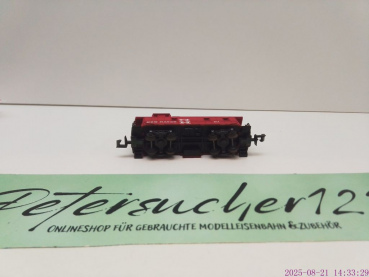 Petersucher12
ONLINESHOP FÜR GEBRAUCHTE MODELLEISENBAHN & ZUBEHÖR
2025-08-21 14:33:29